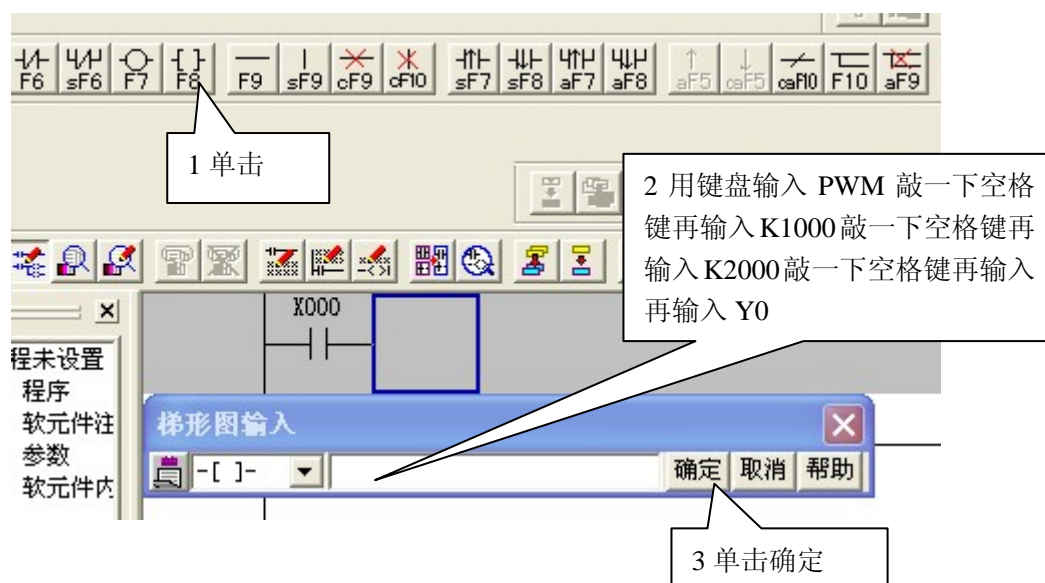 F6 sF6 F7 F8 F9 sF9 cF9 cF10 sF7 sF8 aF7 aF8 aF5 caF5 caF10 F10 aF9
1 单击
2 用键盘输入 PWM 敲一下空格
键再输入 K1000 敲一下空格键再
输入 K2000 敲一下空格键再输入
再输入 Y0
X000
程未设置
程序
软元件注
参数
软元件内
梯形图输入
-[ ]-
确定 取消 帮助
3 单击确定